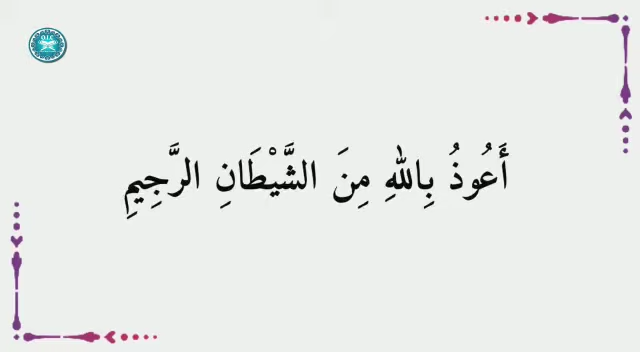 أَعُوذُ بِاللّٰهِ مِنَ الشَّيْطَانِ الرَّجِيمِ